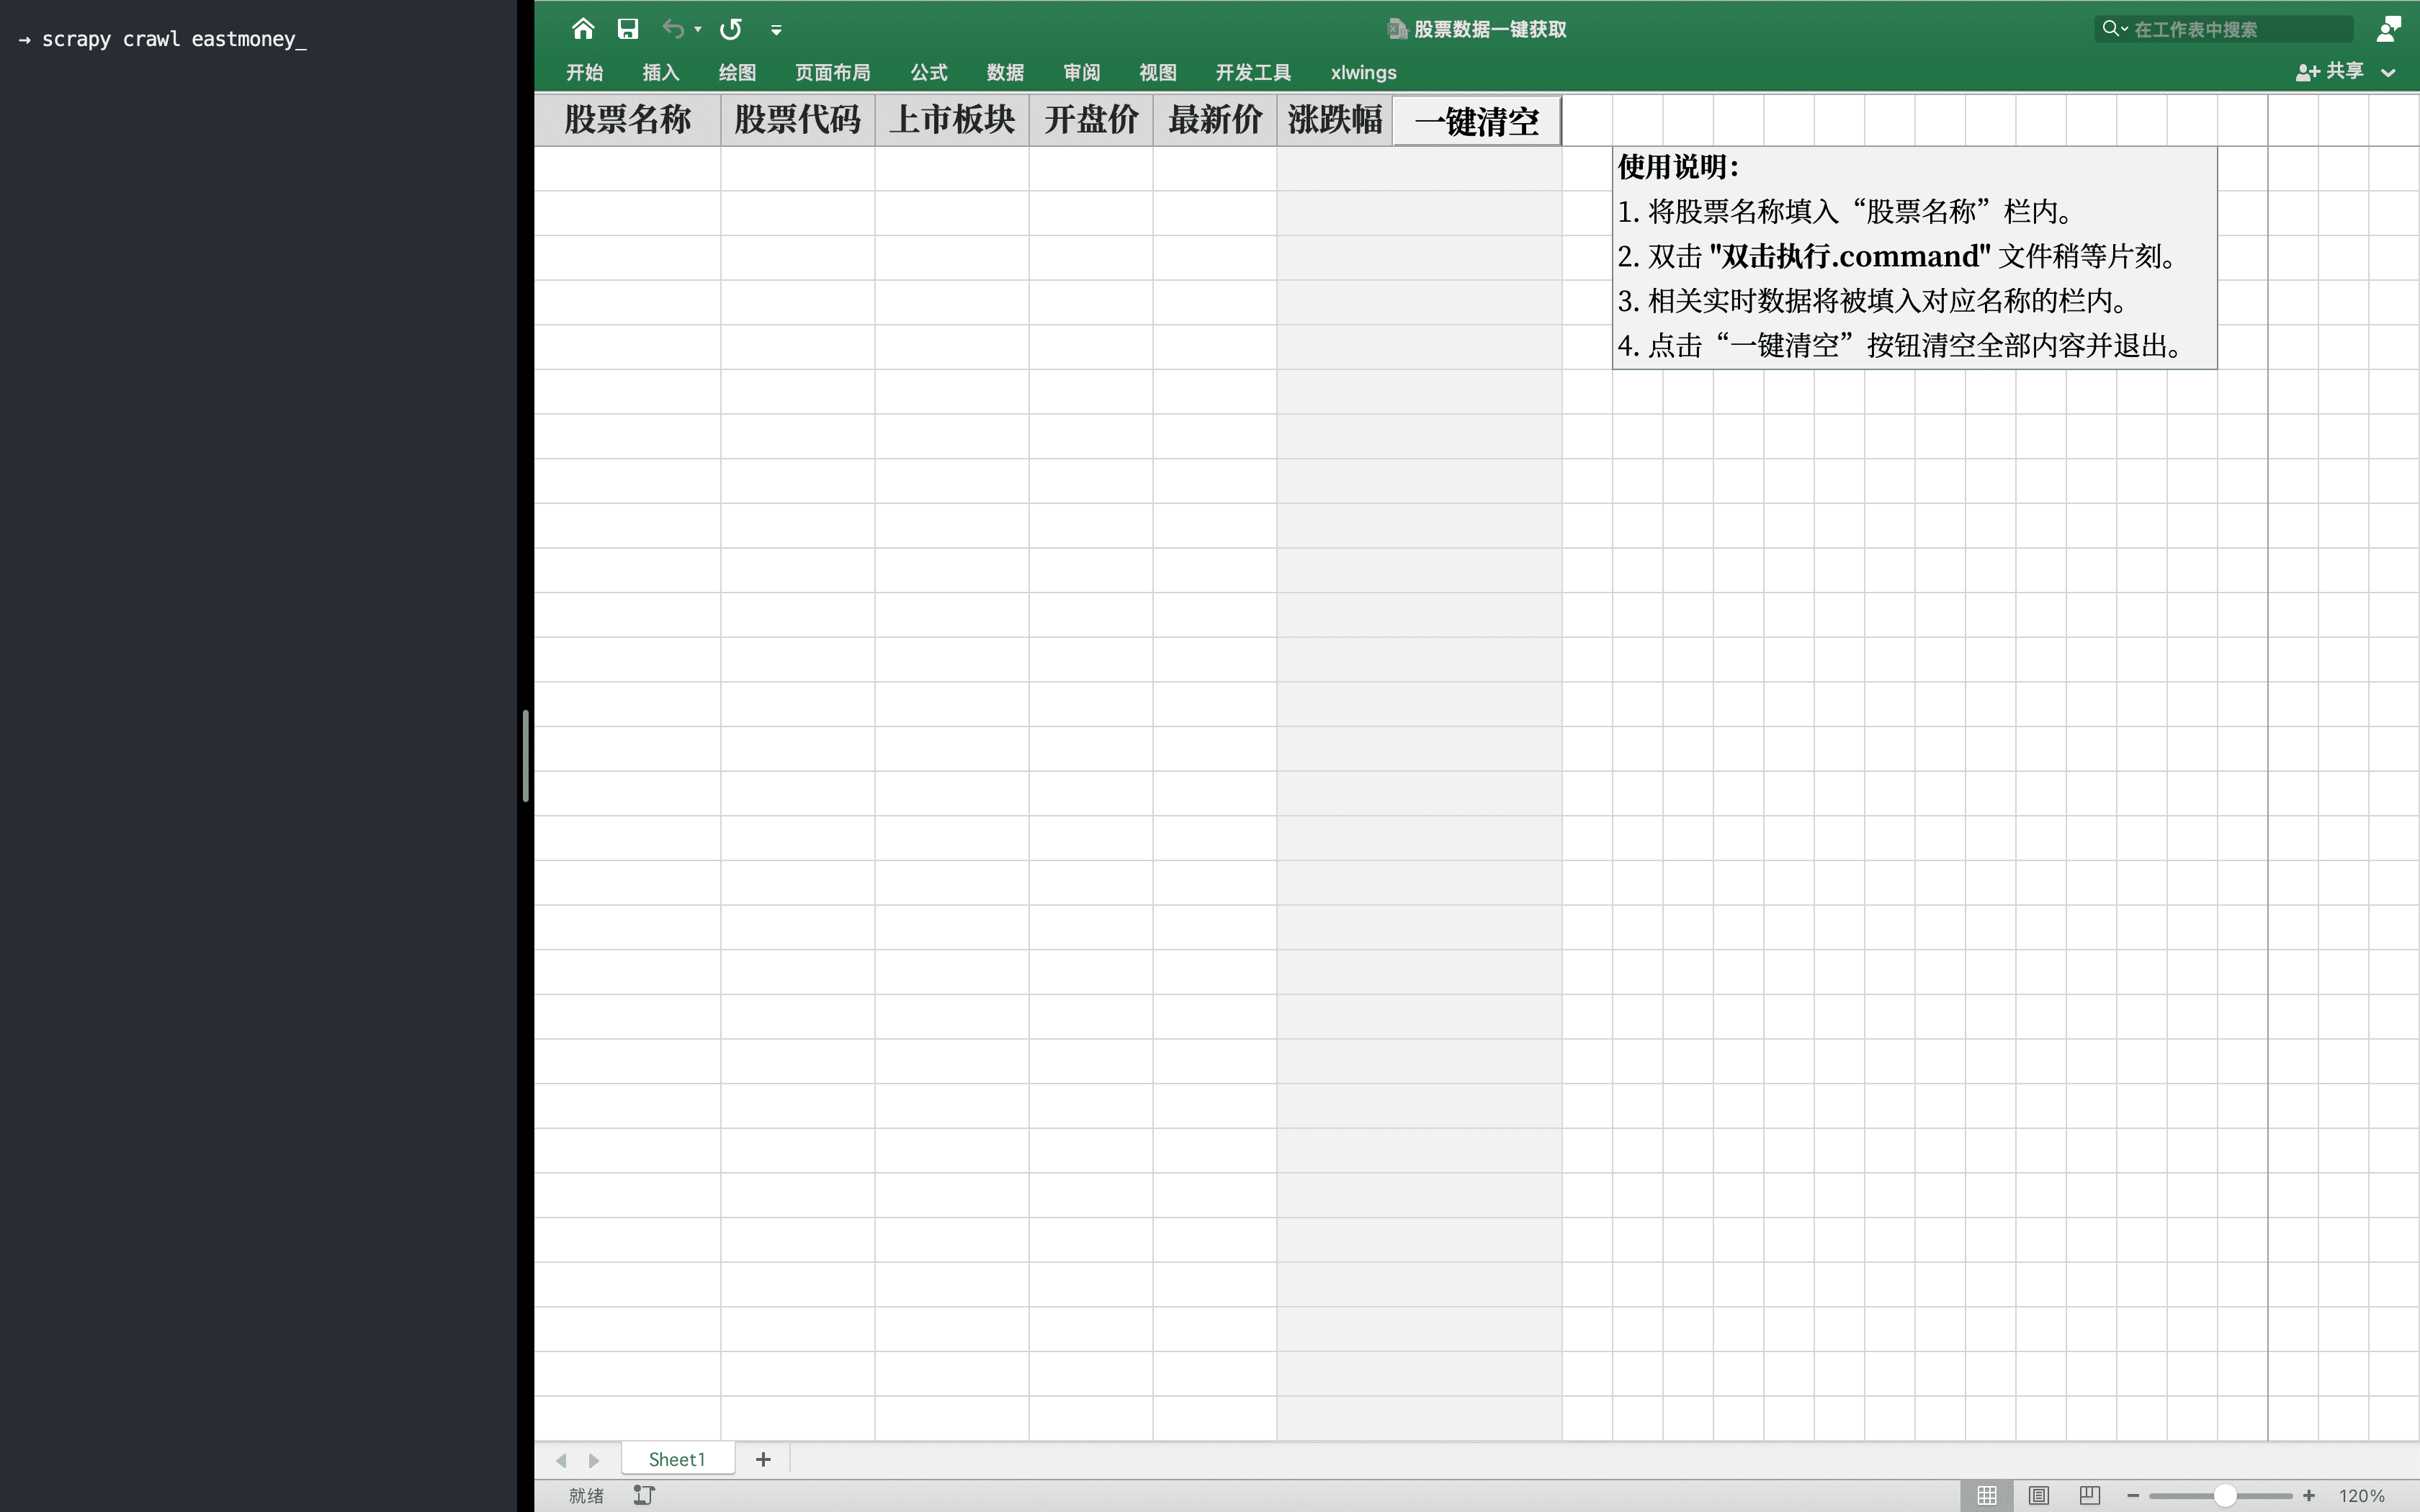 → scrapy crawl eastmoney_
股票数据一键获取
在工作表中搜索
开始 插入 绘图 页面布局 公式 数据 审阅 视图 开发工具 xlwings
共享
股票名称 股票代码 上市板块 开盘价 最新价 涨跌幅 一键清空
使用说明：
1. 将股票名称填入“股票名称”栏内。
2. 双击 "双击执行.command" 文件稍等片刻。
3. 相关实时数据将被填入对应名称的栏内。
4. 点击“一键清空”按钮清空全部内容并退出。
Sheet1
就绪
120%